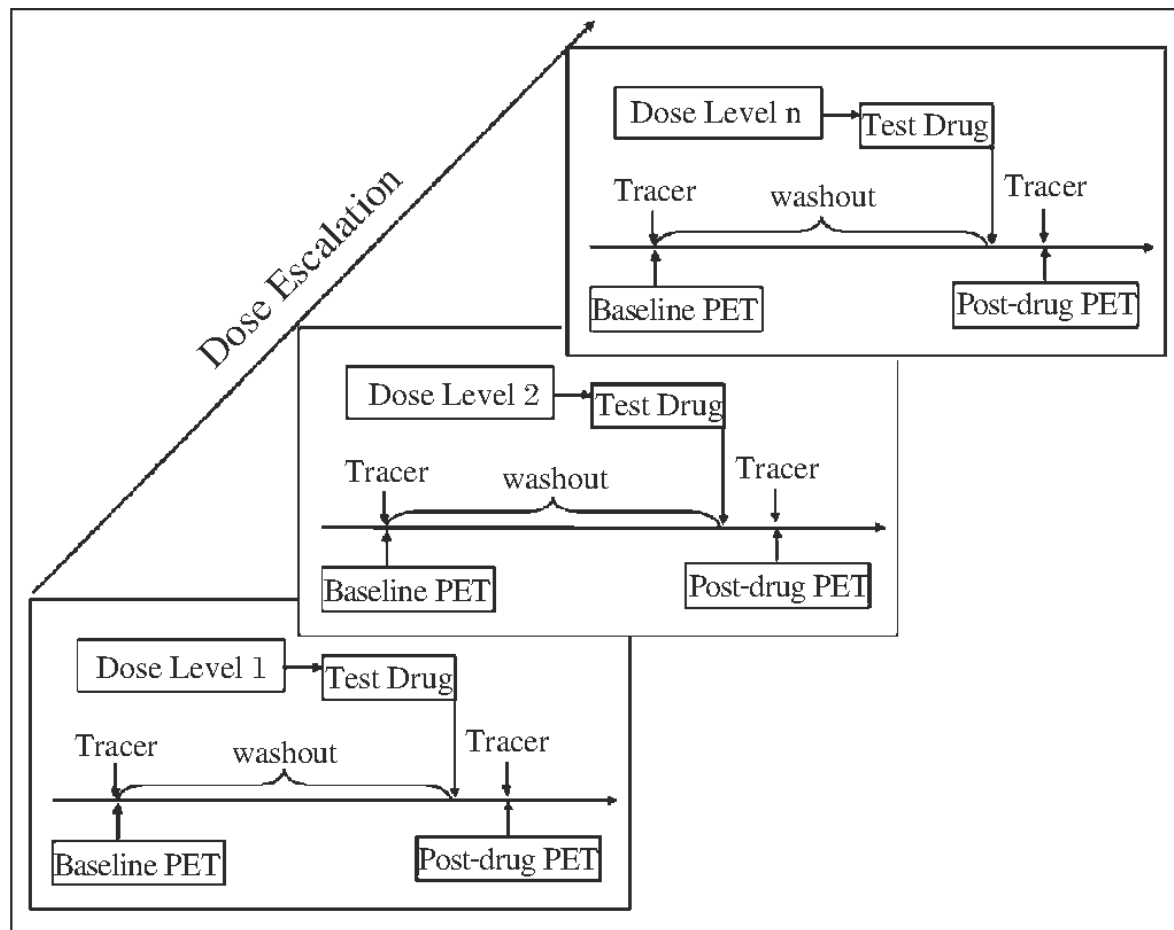 Dose Escalation
Dose Level n
Test Drug
Tracer
washout
Tracer
Baseline PET
Post-drug PET
Dose Level 2
Test Drug
Tracer
washout
Tracer
Baseline PET
Post-drug PET
Dose Level 1
Test Drug
Tracer
washout
Tracer
Baseline PET
Post-drug PET